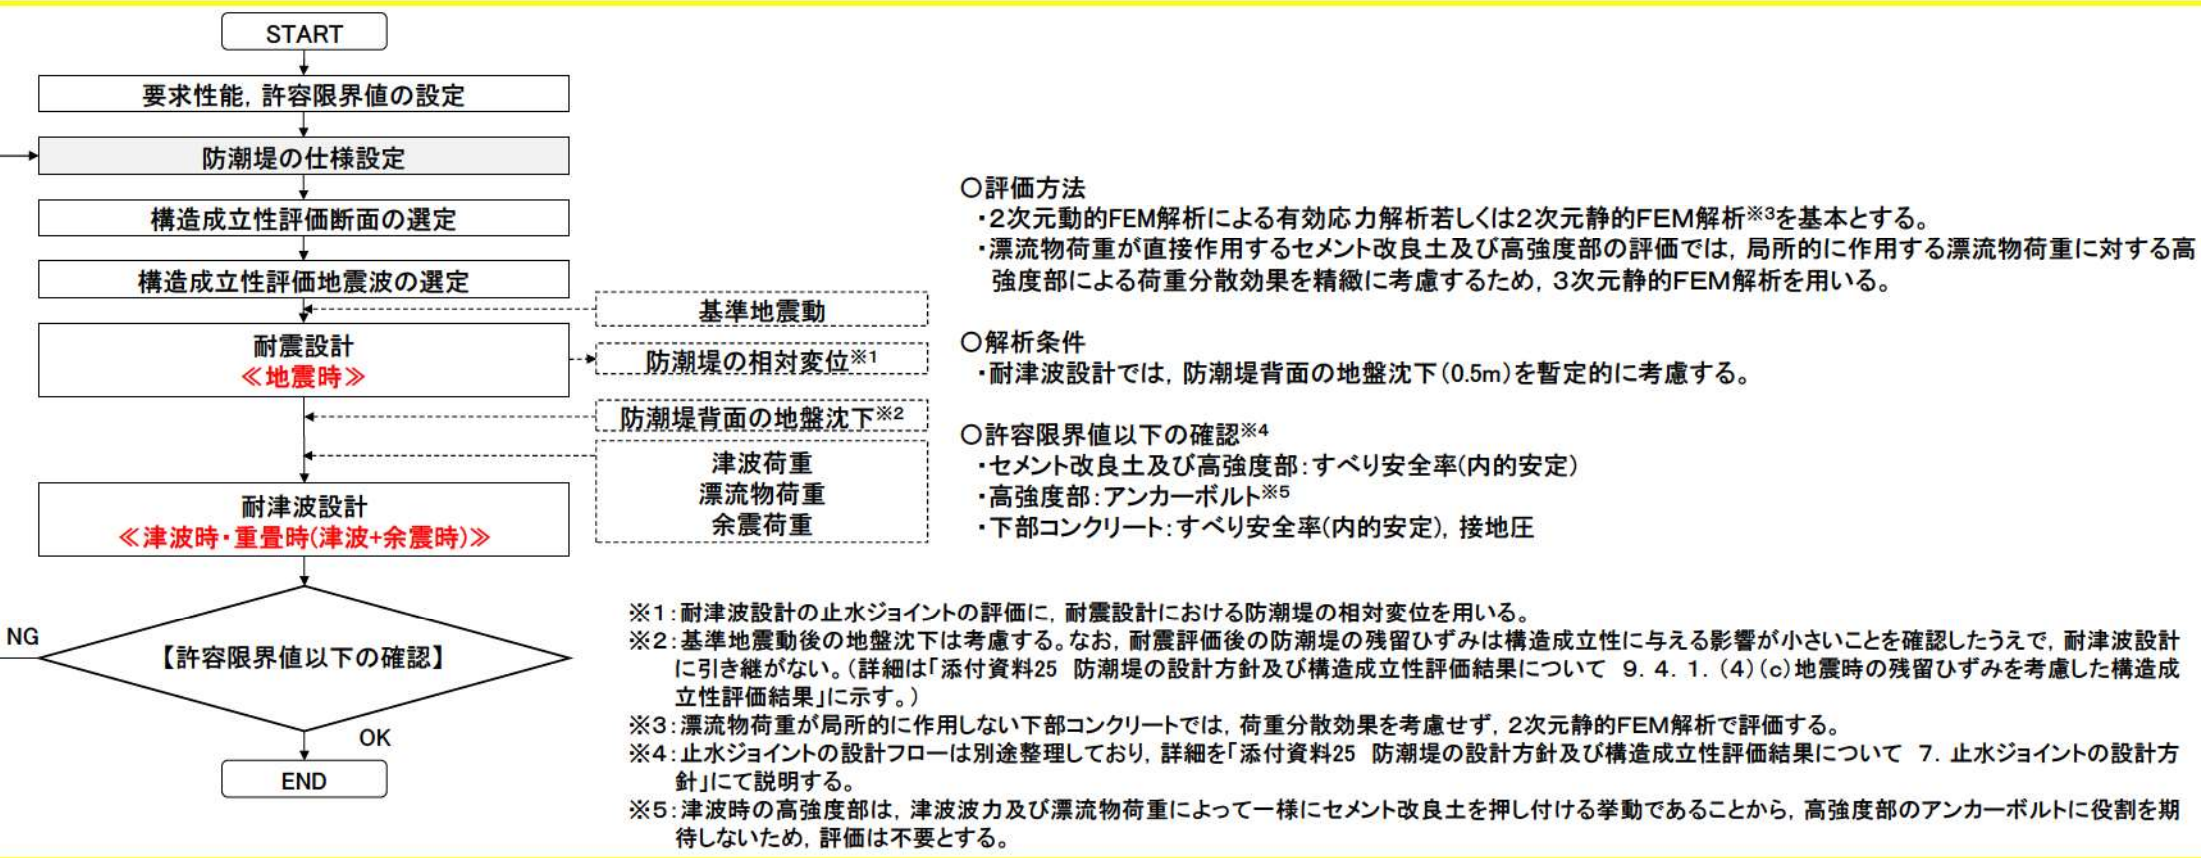 START
要求性能，許容限界値の設定
防潮堤の仕様設定
構造成立性評価断面の選定
構造成立性評価地震波の選定
基準地震動
耐震設計
≪地震時≫
防潮堤の相対変位※1
防潮堤背面の地盤沈下※2
津波荷重
漂流物荷重
余震荷重
耐津波設計
≪津波時・重畳時(津波+余震時)≫
NG
【許容限界値以下の確認】
OK
END
○評価方法
・２次元動的FEM解析による有効応力解析若しくは２次元静的ＦＥＭ解析※3を基本とする。
・漂流物荷重が直接作用するセメント改良土及び高強度部の評価では，局所的に作用する漂流物荷重に対する高
強度部による荷重分散効果を精緻に考慮するため，３次元静的ＦＥＭ解析を用いる。
○解析条件
・耐津波設計では，防潮堤背面の地盤沈下（0.5m）を暫定的に考慮する。
○許容限界値以下の確認※4
・セメント改良土及び高強度部：すべり安全率(内的安定)
・高強度部：アンカーボルト※5
・下部コンクリート：すべり安全率(内的安定)，接地圧
※１：耐津波設計の止水ジョイントの評価に，耐震設計における防潮堤の相対変位を用いる。
※２：基準地震動後の地盤沈下は考慮する。なお，耐震評価後の防潮堤の残留ひずみは構造成立性に与える影響が小さいことを確認したうえで，耐津波設計
に引き継がない。（詳細は「添付資料25　防潮堤の設計方針及び構造成立性評価結果について　９．４．１．（４）（ｃ）地震時の残留ひずみを考慮した構造成
立性評価結果」に示す。）
※３：漂流物荷重が局所的に作用しない下部コンクリートでは，荷重分散効果を考慮せず，２次元静的ＦＥＭ解析で評価する。
※４：止水ジョイントの設計フローは別途整理しており，詳細を「添付資料25　防潮堤の設計方針及び構造成立性評価結果について　７．止水ジョイントの設計方
針」にて説明する。
※５：津波時の高強度部は，津波波力及び漂流物荷重によって一様にセメント改良土を押し付ける挙動であることから，高強度部のアンカーボルトに役割を期
待しないため，評価は不要とする。